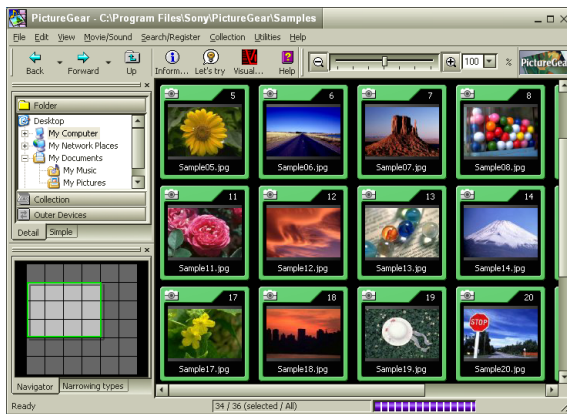 PictureGear - C:\Program Files\Sony\PictureGear\Samples
File Edit View Movie/Sound Search/Register Collection Utilities Help
Back Forward Up Inform... Let's try Visual... Help 100 % PictureGea
Folder
Desktop
My Computer
My Network Places
My Documents
My Music
My Pictures
Collection
Outer Devices
Detail Simple
Navigator Narrowing types
5 6 7 8
Sample05.jpg Sample06.jpg Sample07.jpg Sample08.jpg
11 12 13 14
Sample11.jpg Sample12.jpg Sample13.jpg Sample14.jpg
17 18 19 20
STOP
Sample17.jpg Sample18.jpg Sample19.jpg Sample20.jpg
Ready 34 / 36 (selected / All)